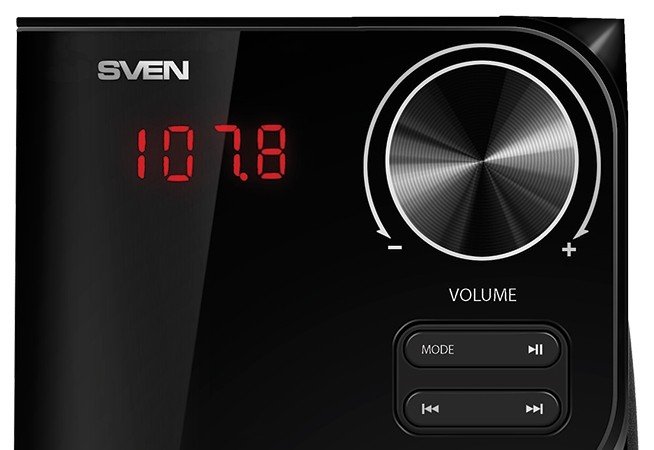 SVEN
107.8
- +
VOLUME
MODE